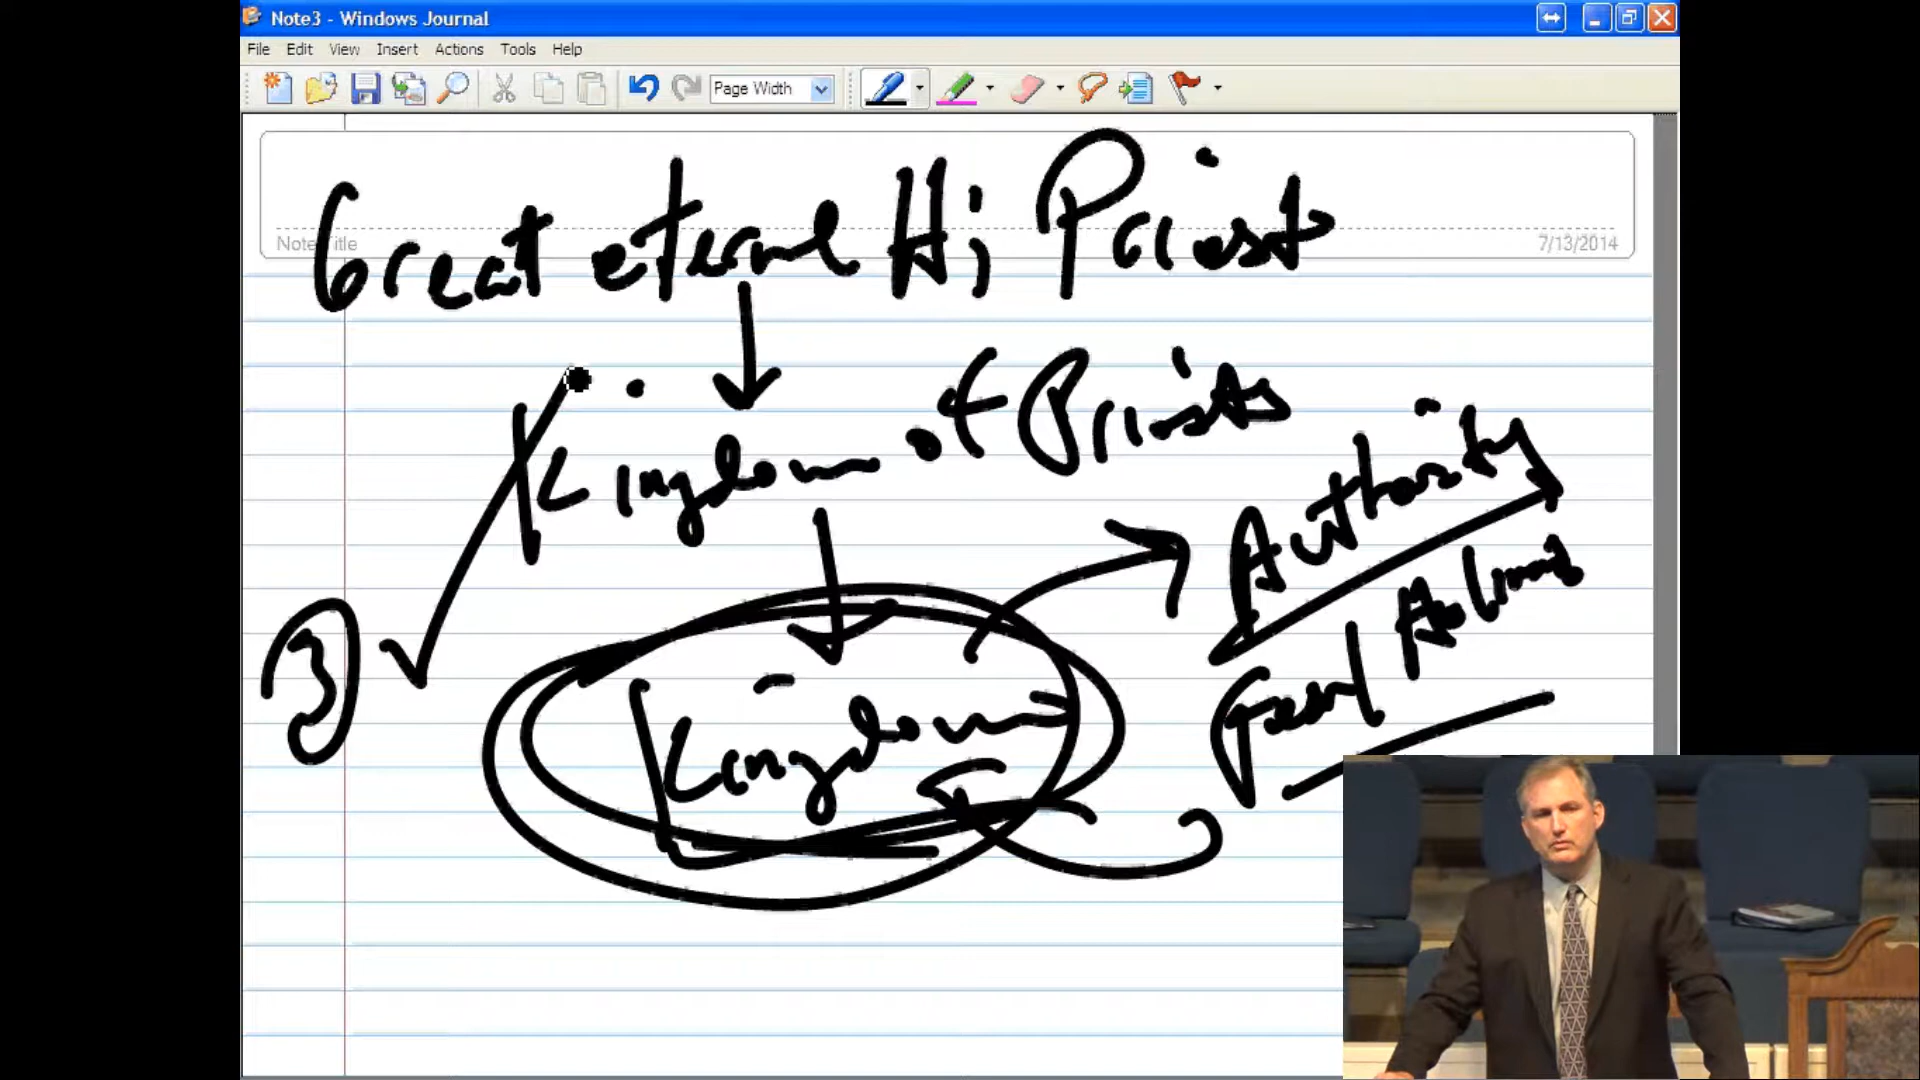 Note3 - Windows Journal
File Edit View Insert Actions Tools Help
Page Width
Great eternal Hi Priest
Note Title
7/13/2014
Kingdom of Priests
Authority
3
Kingdom